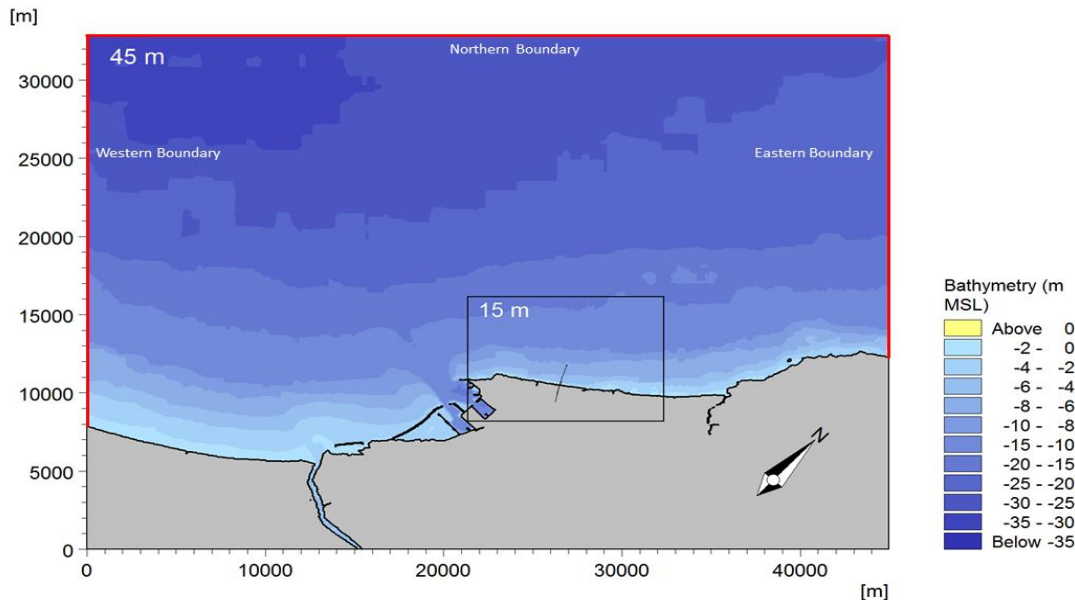 [m]
45 m
Northern Boundary
30000
Western Boundary
Eastern Boundary
25000
20000
15 m
15000
10000
5000
0
N
0
10000
20000
30000
40000
[m]
Bathymetry (m
MSL)
Above 0
-2 - 0
-4 - -2
-6 - -4
-8 - -6
-10 - -8
-15 - -10
-20 - -15
-25 - -20
-30 - -25
-35 - -30
Below -35